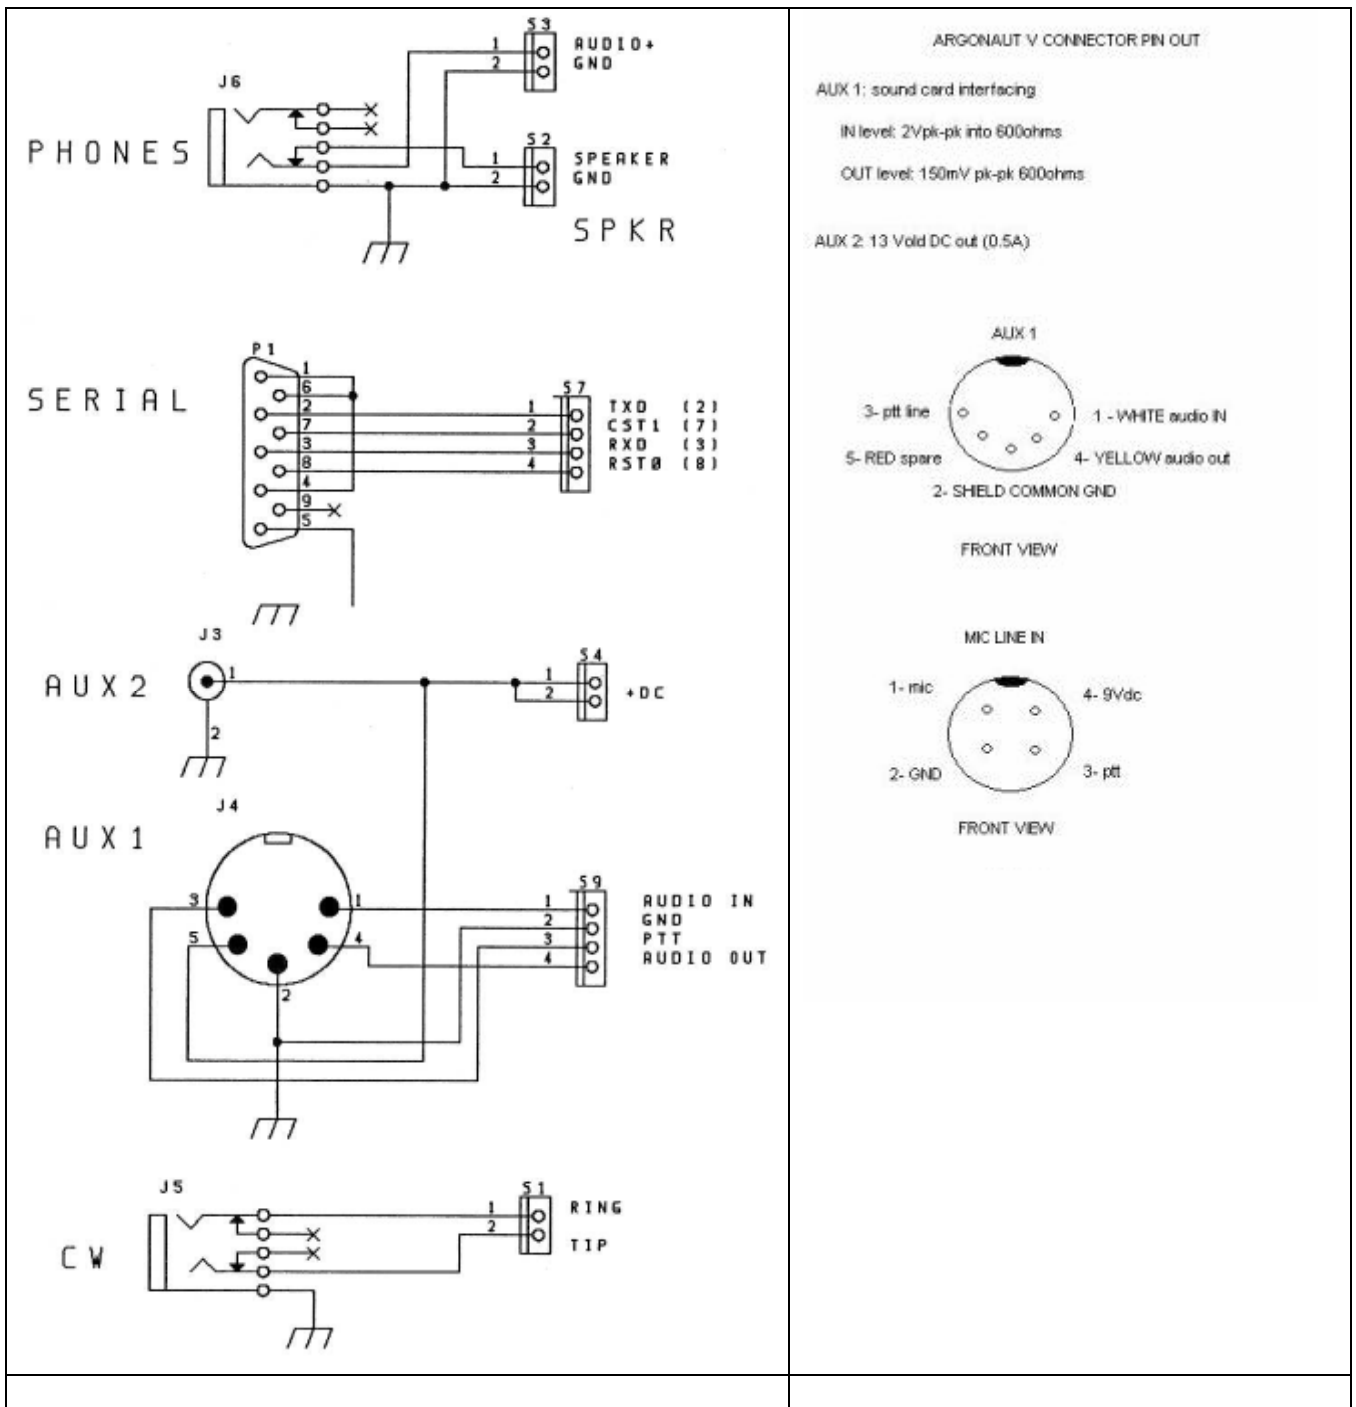 S3
1 AUDIO+
2 GND
J6
PHONES
S2
1 SPEAKER
2 GND
SPKR
P1
SERIAL
1
6
2
7
3
8
4
9
5
S7
1 TXD (2)
2 CST1 (7)
3 RXD (3)
4 RST0 (8)
J3
AUX2
1
2
S4
1
2
+DC
J4
AUX1
3
1
5
4
2
S9
1 AUDIO IN
2 GND
3 PTT
4 AUDIO OUT
J5
CW
S1
1 RING
2 TIP
ARGONAUT V CONNECTOR PIN OUT
AUX 1: sound card interfacing
IN level: 2Vpk-pk into 600ohms
OUT level: 150mV pk-pk 600ohms
AUX 2: 13 Vold DC out (0.5A)
AUX 1
3- ptt line
1 - WHITE audio IN
5- RED spare
4- YELLOW audio out
2- SHIELD COMMON GND
FRONT VIEW
MIC LINE IN
1- mic
4- 9Vdc
2- GND
3- ptt
FRONT VIEW